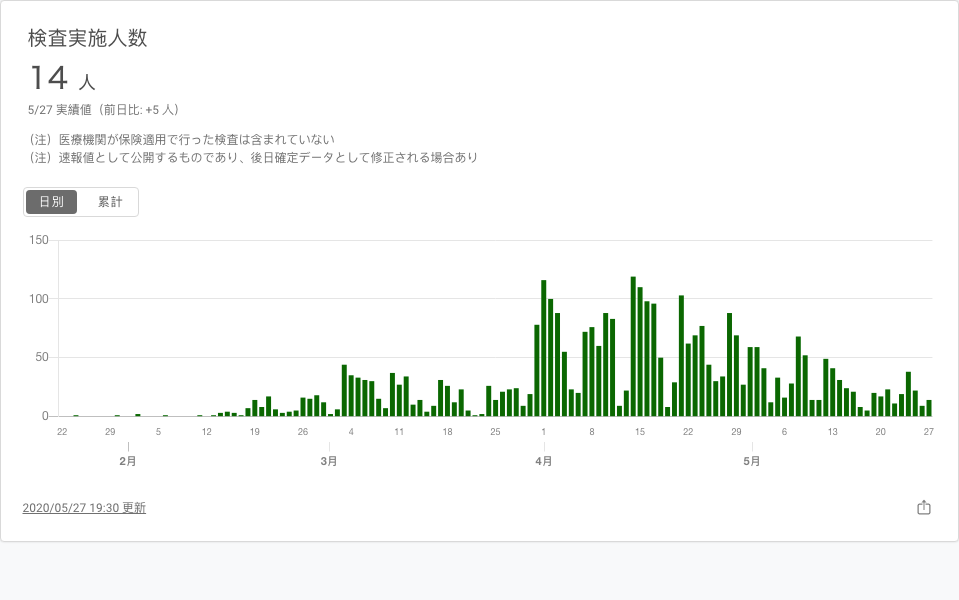 検査実施人数
14 人
5/27 実績値（前日比: +5 人）
（注）医療機関が保険適用で行った検査は含まれていない
（注）速報値として公開するものであり、後日確定データとして修正される場合あり
日別 累計
150
100
50
0
22 29 5 12 19 26 4 11 18 25 1 8 15 22 29 6 13 20 27
2月 3月 4月 5月
2020/05/27 19:30 更新